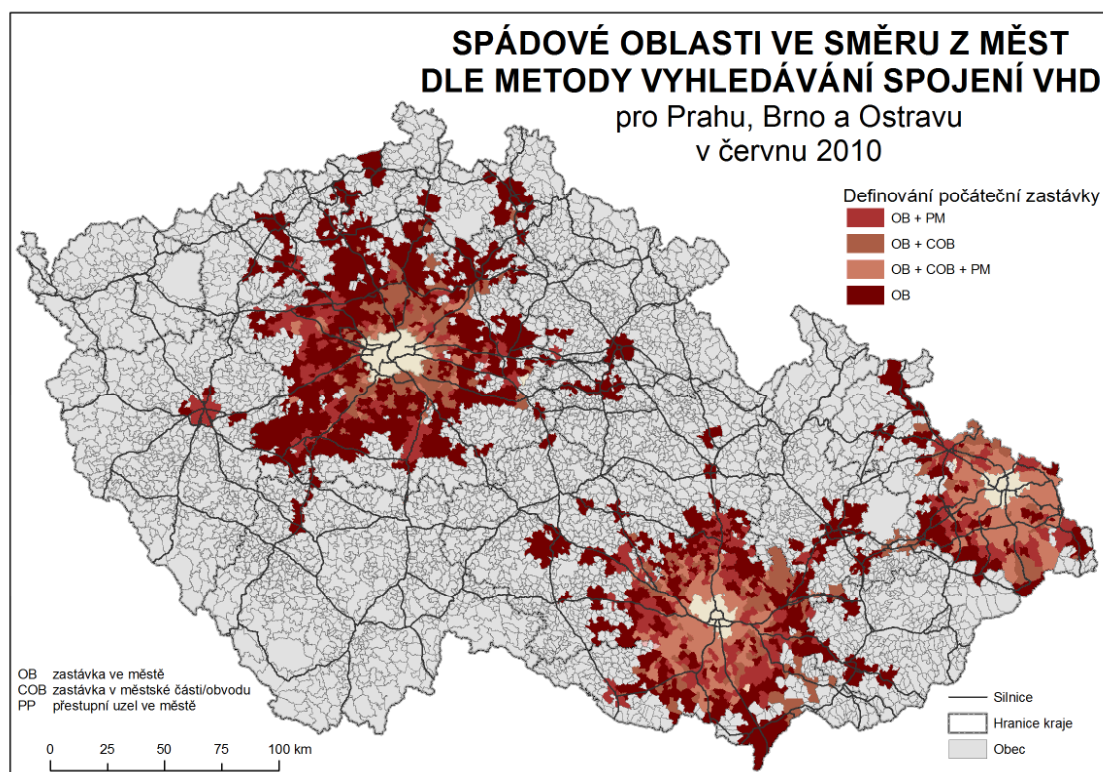 SPÁDOVÉ OBLASTI VE SMĚRU Z MĚST
DLE METODY VYHLEDÁVÁNÍ SPOJENÍ VHD
pro Prahu, Brno a Ostravu
v červnu 2010
Definování počáteční zastávky
OB + PM
OB + COB
OB + COB + PM
OB
OB zastávka ve městě
COB zastávka v městské části/obvodu
PP přestupní uzel ve městě
0 25 50 75 100 km
Silnice
Hranice kraje
Obec